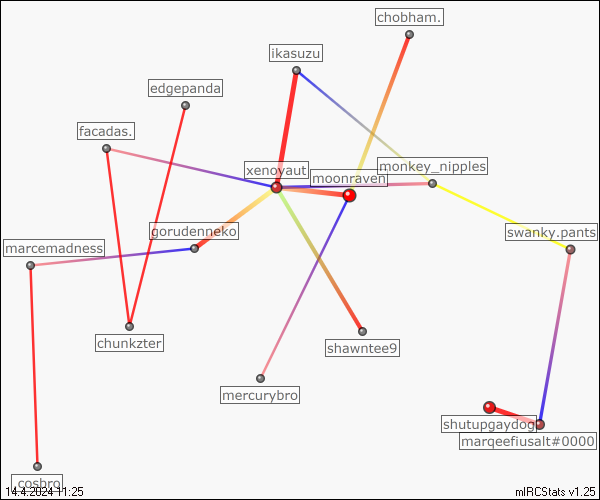 chobham.
ikasuzu
edgepanda
facadas.
xenoyaut
monkey_nipples
moonraven
gorudenneko
swanky.pants
marcemadness
chunkzter
shawntee9
mercurybro
shutupgaydog
marqeefiusalt#0000
cosbro
14.4.2024 11:25
mIRCStats v1.25